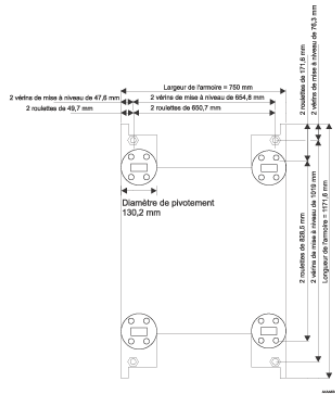 Largeur de l'armoire = 750 mm
2 vérins de mise à niveau de 47,6 mm
2 vérins de mise à niveau de 654,8 mm
2 roulettes de 49,7 mm
2 roulettes de 650,7 mm
2 roulettes de 171,6 mm
2 vérins de mise à niveau de 76,3 mm
Diamètre de pivotement
130,2 mm
2 roulettes de 828,5 mm
2 vérins de mise à niveau de 1019 mm
Longueur de l'armoire = 1171,6 mm